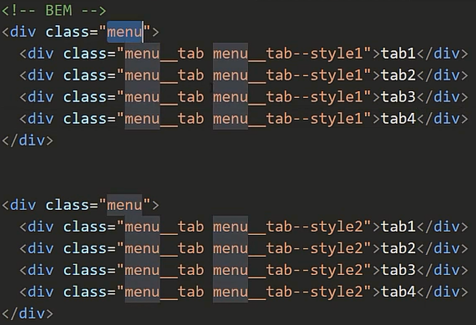 <!-- BEM -->
<div class="menu">
  <div class="menu__tab menu__tab--style1">tab1</div>
  <div class="menu__tab menu__tab--style1">tab2</div>
  <div class="menu__tab menu__tab--style1">tab3</div>
  <div class="menu__tab menu__tab--style1">tab4</div>
</div>
<div class="menu">
  <div class="menu__tab menu__tab--style2">tab1</div>
  <div class="menu__tab menu__tab--style2">tab2</div>
  <div class="menu__tab menu__tab--style2">tab3</div>
  <div class="menu__tab menu__tab--style2">tab4</div>
</div>